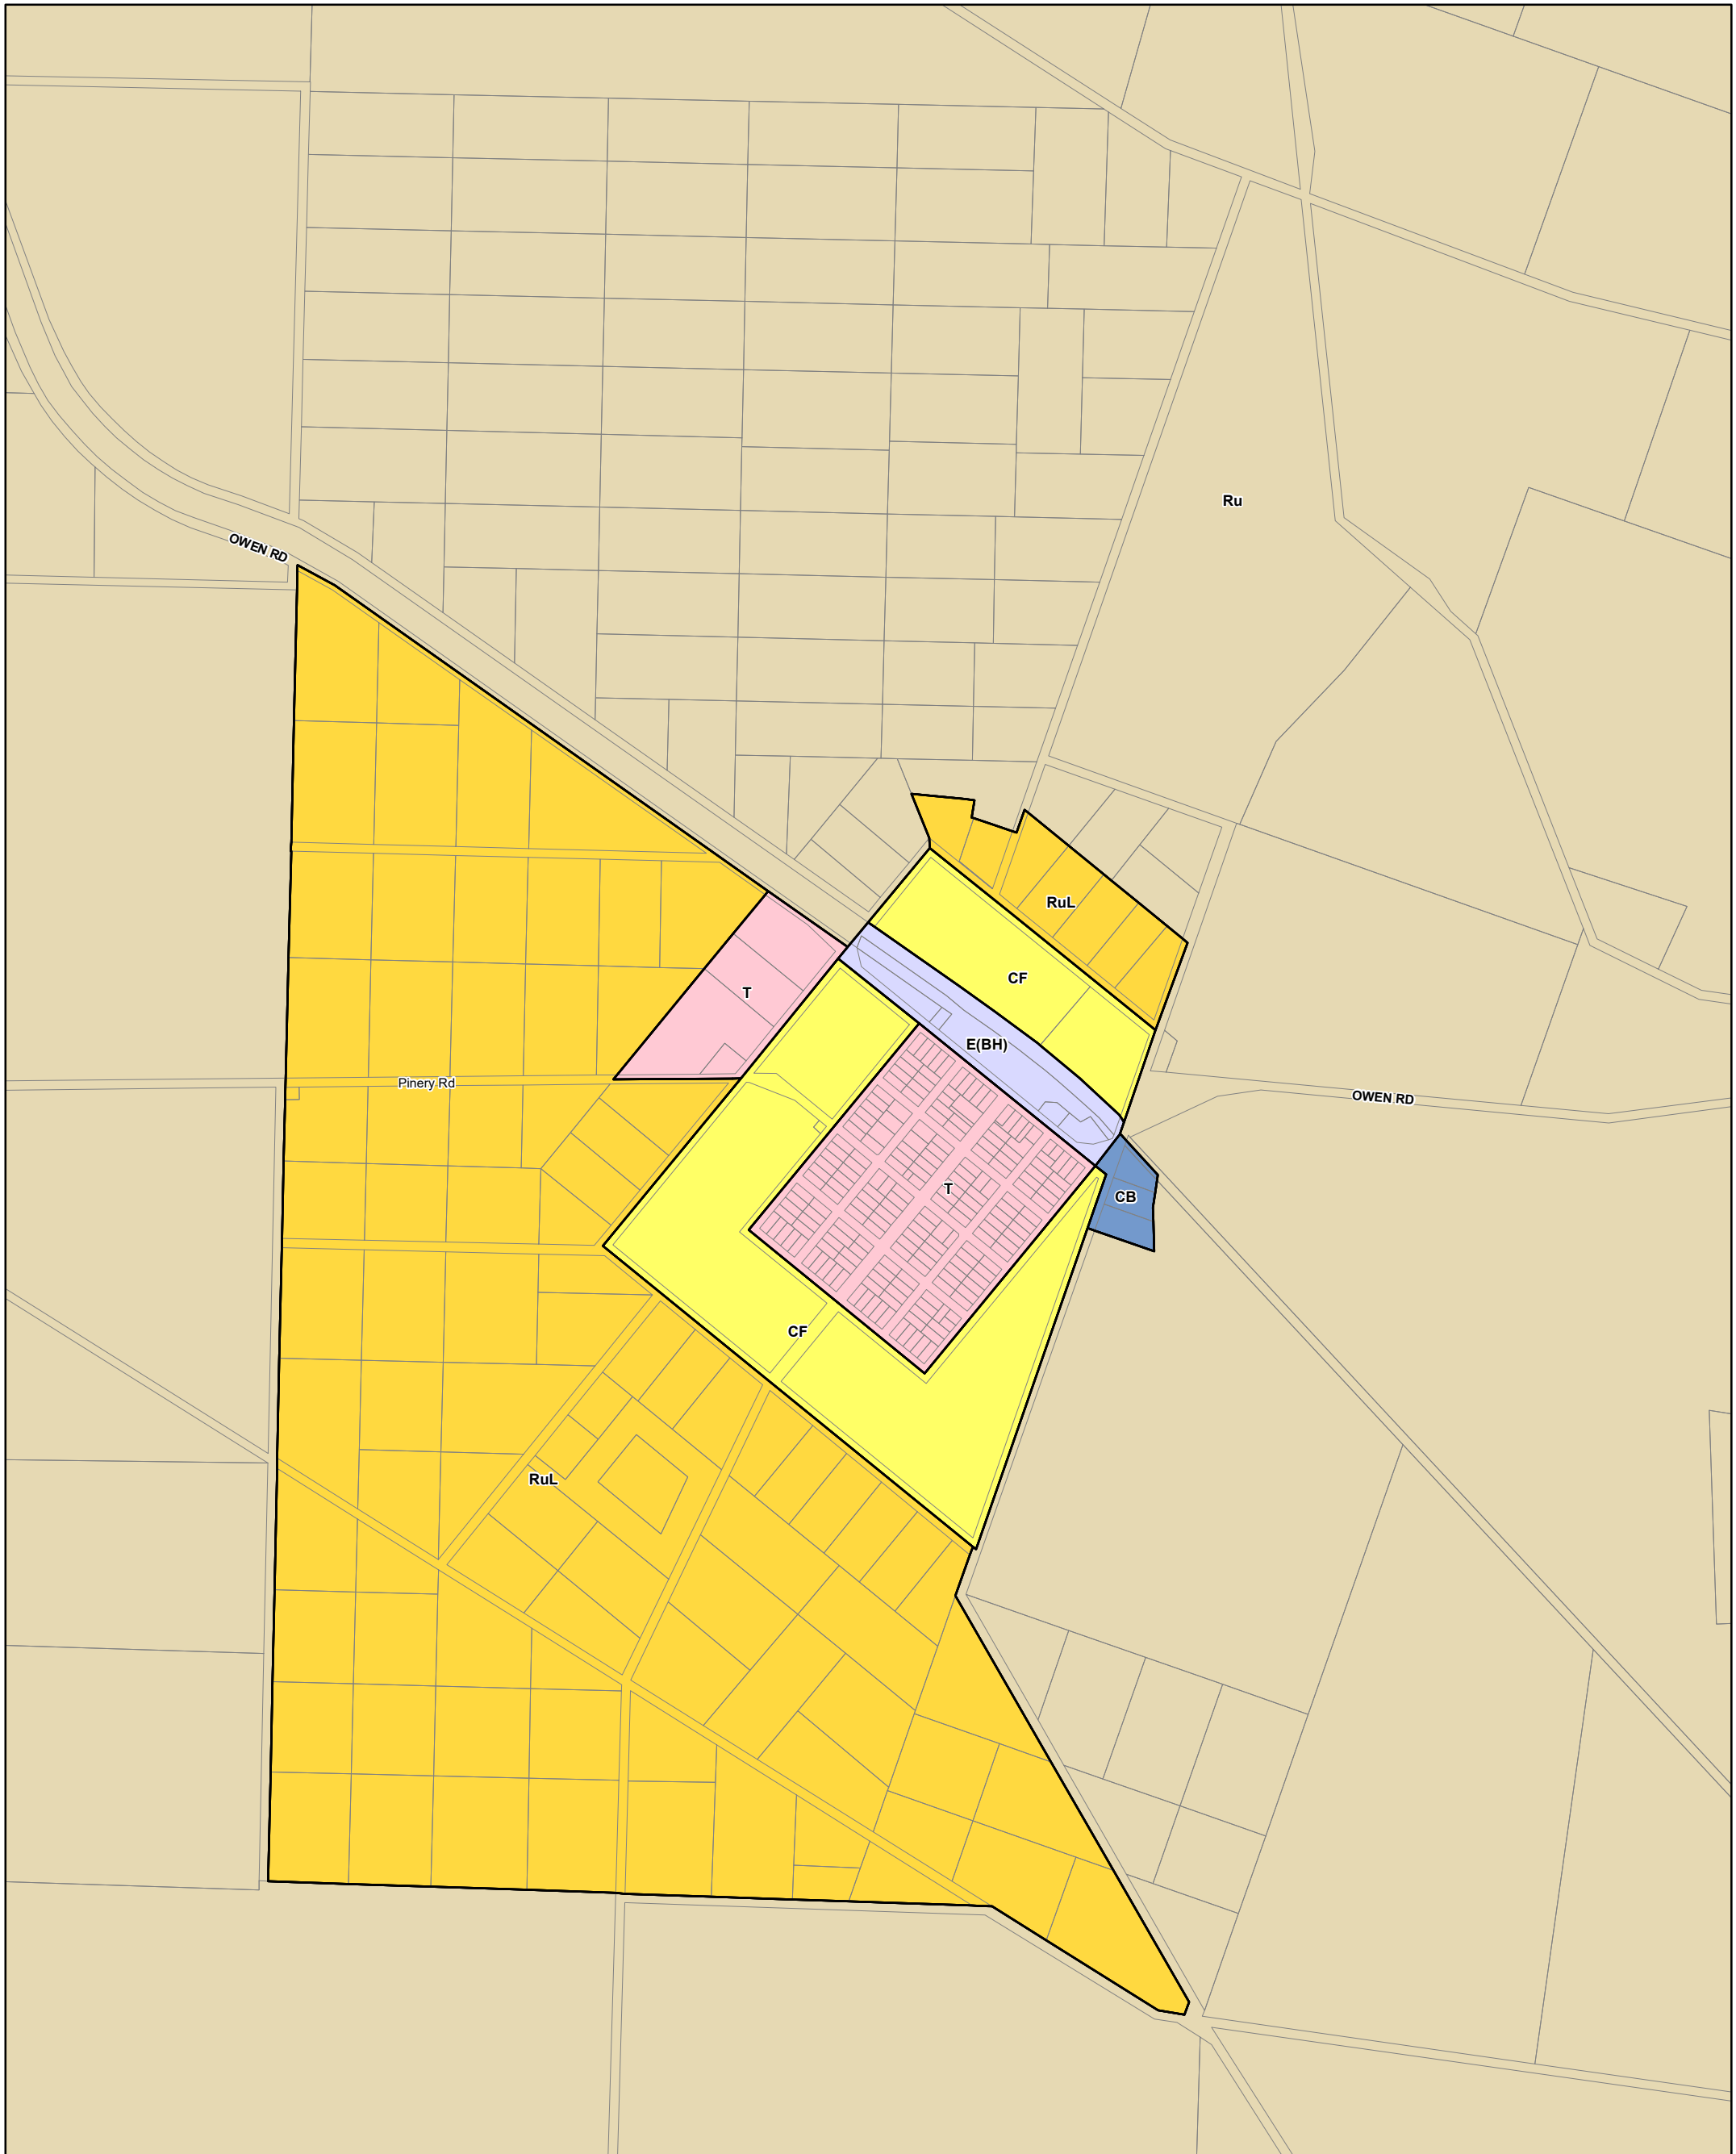 Ru
OWEN RD
RuL
CF
T
E(BH)
Pinery Rd
OWEN RD
T
CB
CF
RuL